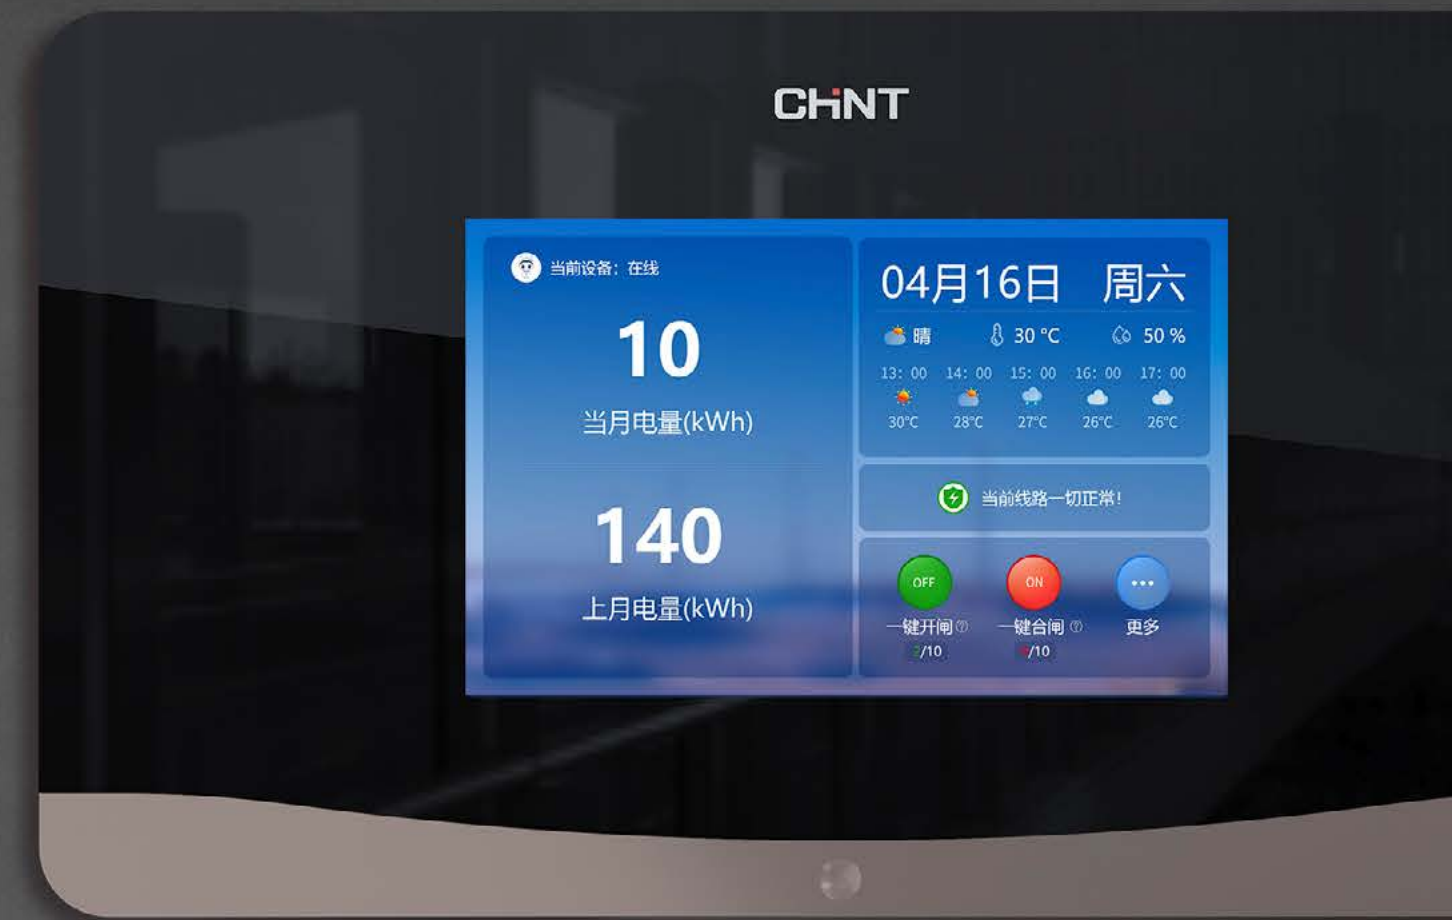 CHNT
当前设备：在线
10
当月电量(kWh)
140
上月电量(kWh)
04月16日 周六
晴 30 ℃ 50 %
13：00 14：00 15：00 16：00 17：00
30℃ 28℃ 27℃ 26℃ 26℃
当前线路一切正常!
OFF ON
一键开闸 一键合闸 更多
/10 /10